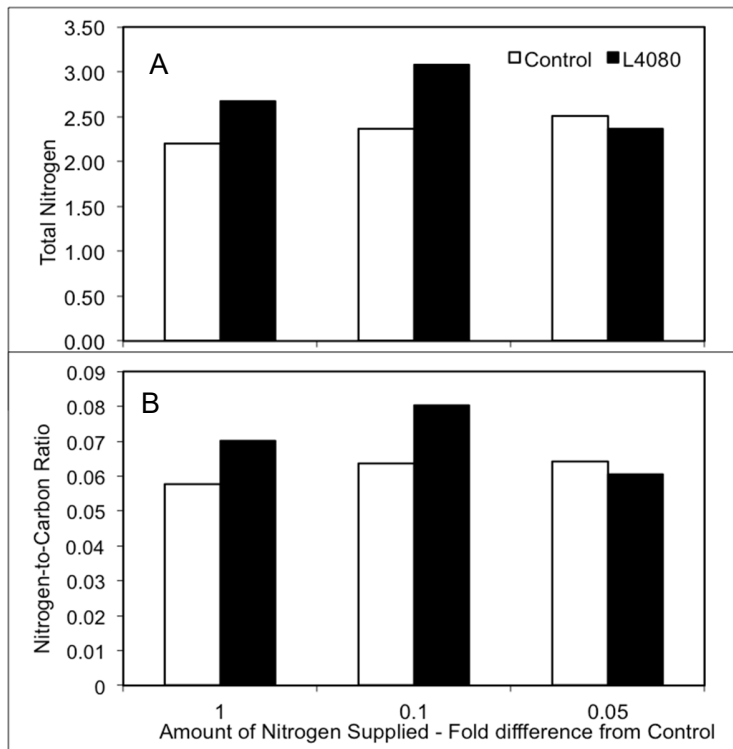 3.50
3.00
2.50
2.00
1.50
1.00
0.50
0.00
Total Nitrogen
A
Control L4080
0.09
0.08
0.07
0.06
0.05
0.04
0.03
0.02
0.01
0
Nitrogen-to-Carbon Ratio
B
1 0.1 0.05
Amount of Nitrogen Supplied - Fold diffference from Control